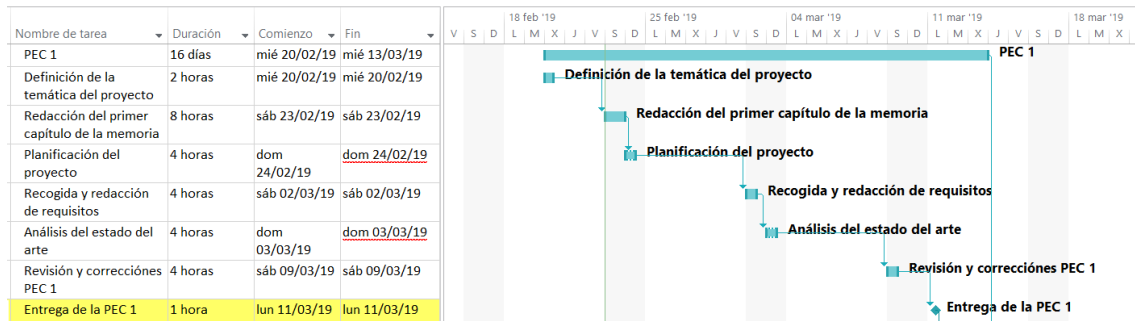 18 feb '19 25 feb '19 04 mar '19 11 mar '19 18 mar '19
Nombre de tarea Duración Comienzo Fin V S D L M X J V S D L M X J V S D L M X J V S D L M X J V S D L M X
PEC 1 16 días mié 20/02/19 mié 13/03/19 PEC 1
Definición de la 2 horas mié 20/02/19 mié 20/02/19 Definición de la temática del proyecto
temática del proyecto
Redacción del primer 8 horas sáb 23/02/19 sáb 23/02/19 Redacción del primer capítulo de la memoria
capítulo de la memoria
Planificación del 4 horas dom dom 24/02/19 Planificación del proyecto
proyecto 24/02/19
Recogida y redacción 4 horas sáb 02/03/19 sáb 02/03/19 Recogida y redacción de requisitos
de requisitos
Análisis del estado del 4 horas dom dom 03/03/19 Análisis del estado del arte
arte 03/03/19
Revisión y correcciónes 4 horas sáb 09/03/19 sáb 09/03/19 Revisión y correcciónes PEC 1
PEC 1
Entrega de la PEC 1 1 hora lun 11/03/19 lun 11/03/19 Entrega de la PEC 1